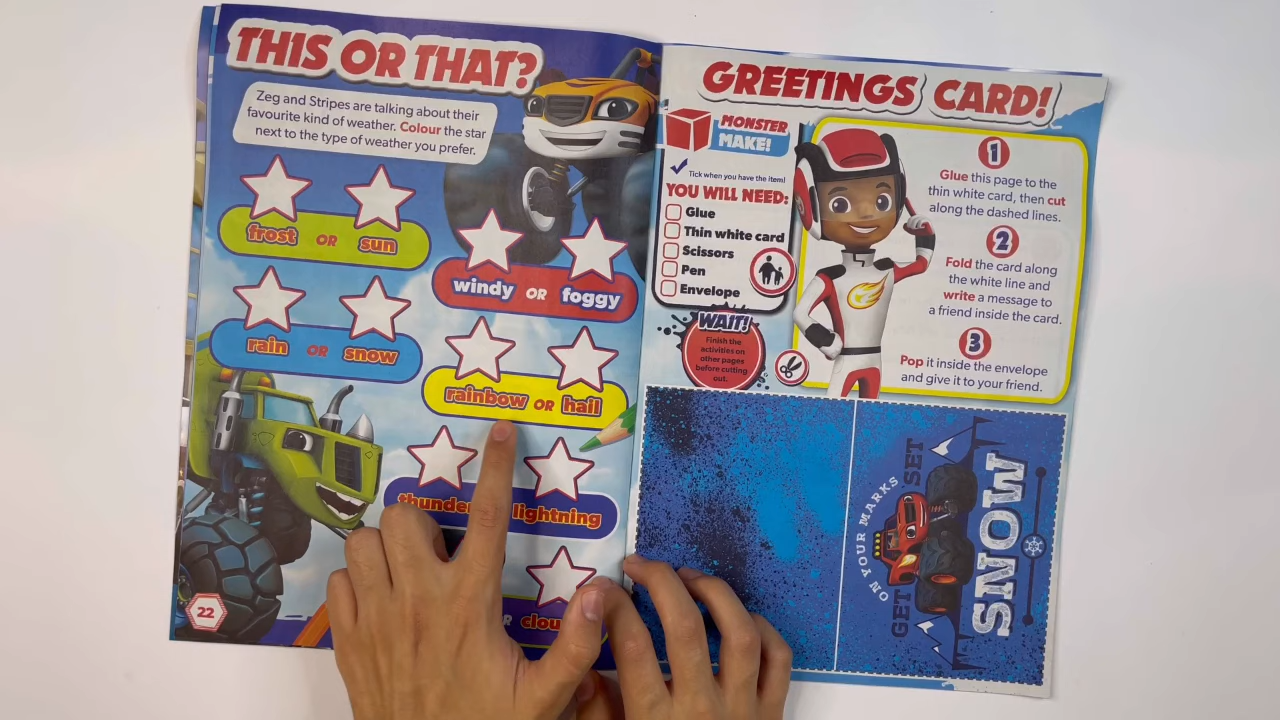 THIS OR THAT?
Zeg and Stripes are talking about their
favourite kind of weather. Colour the star
next to the type of weather you prefer.
frost OR sun
windy OR foggy
rain OR snow
rainbow OR hail
thunder lightning
22
GREETINGS CARD!
MONSTER
MAKE!
Tick when you have the item!
YOU WILL NEED:
Glue
Thin white card
Scissors
Pen
Envelope
WAIT!
Finish the
activities on
other pages
before cutting
out.
1
Glue this page to the
thin white card, then cut
along the dashed lines.
2
Fold the card along
the white line and
write a message to
a friend inside the card.
3
Pop it inside the envelope
and give it to your friend.
ON YOUR MARKS
GET SET
SNOW